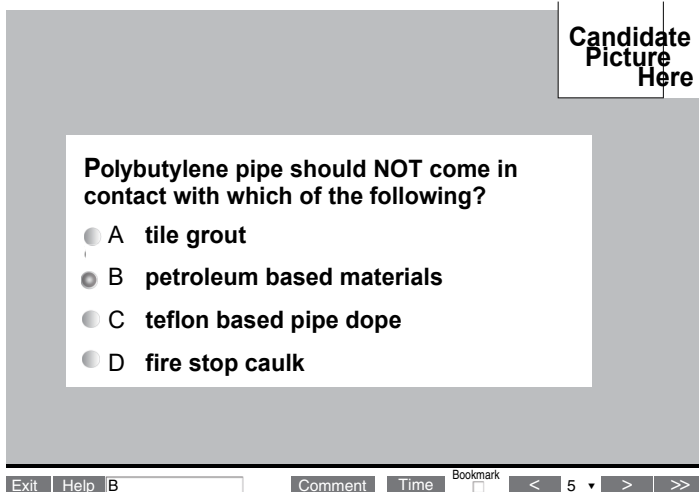 Candidate
Picture
Here
Polybutylene pipe should NOT come in
contact with which of the following?
A tile grout
B petroleum based materials
C teflon based pipe dope
D fire stop caulk
Exit Help B Comment Time Bookmark < 5 ▾ > >>